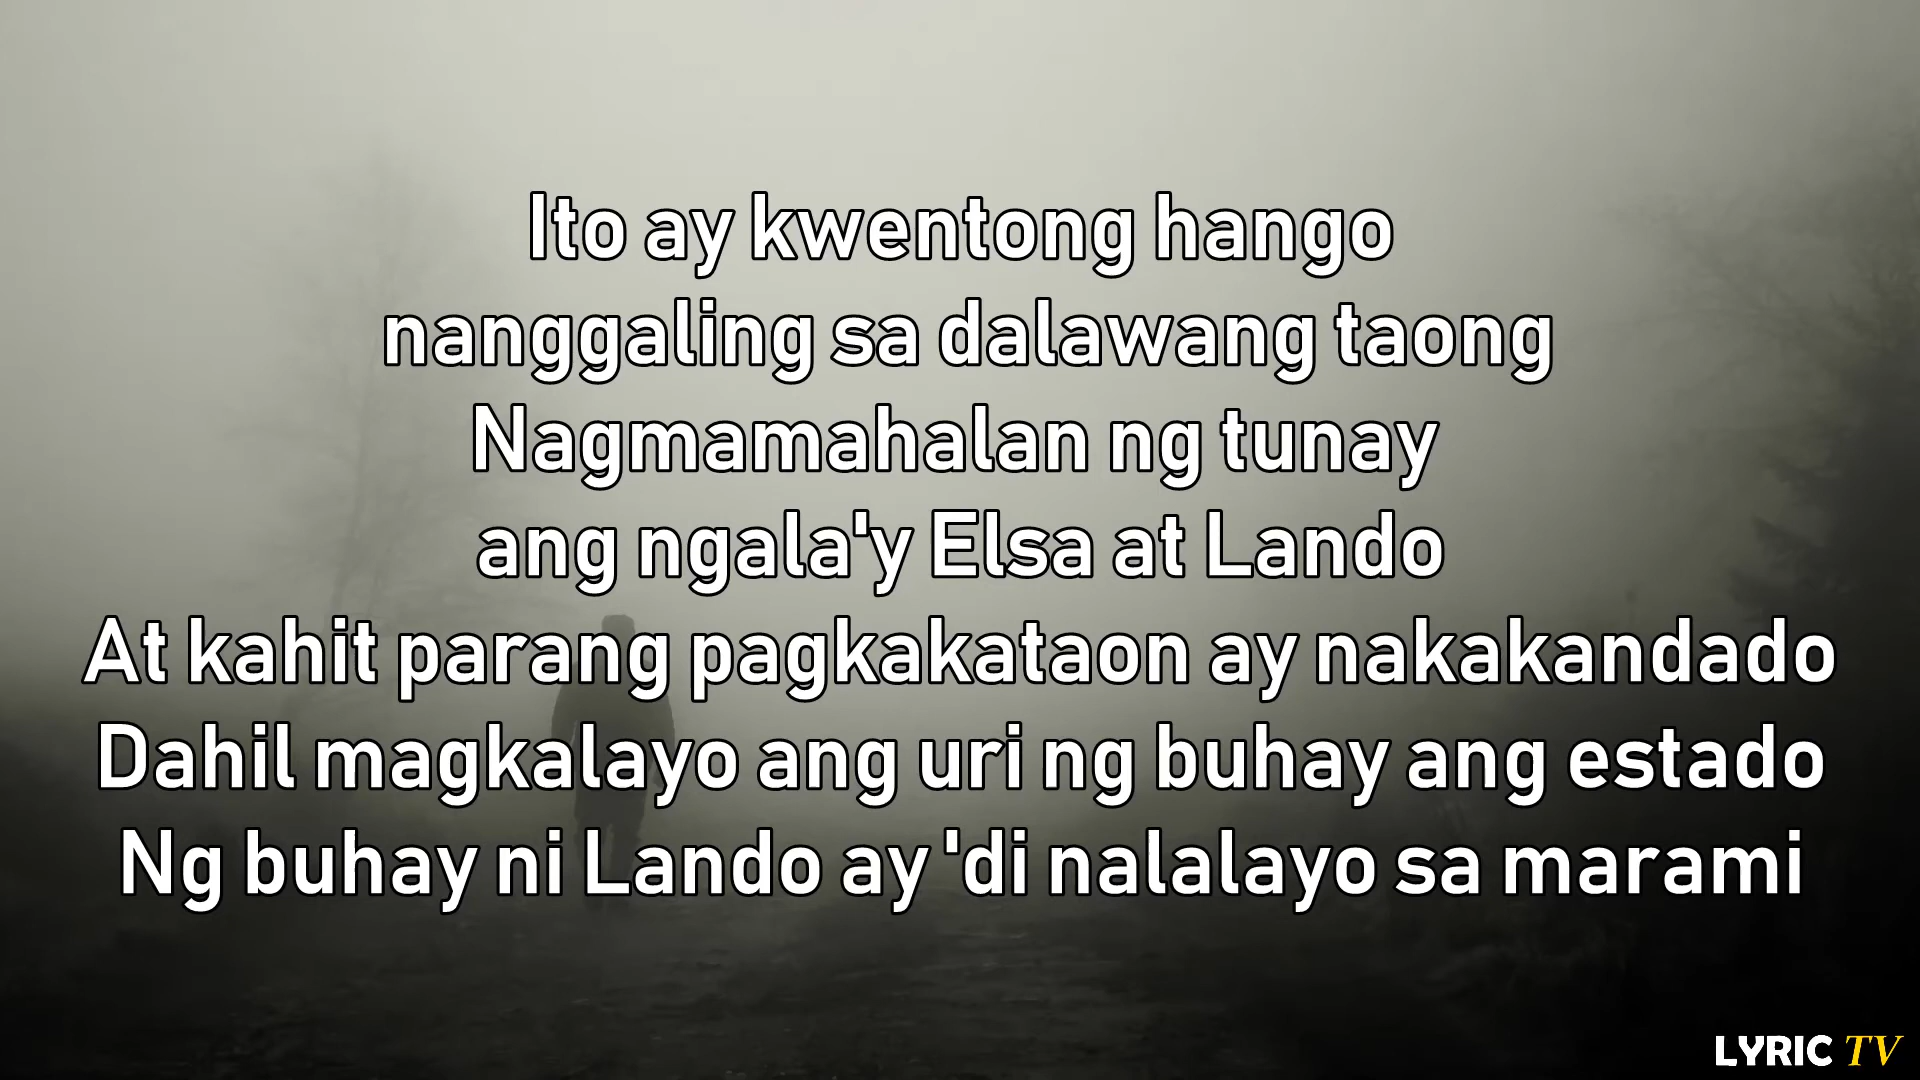 Ito ay kwentong hango
nanggaling sa dalawang taong
Nagmamahalan ng tunay
ang ngala'y Elsa at Lando
At kahit parang pagkakataon ay nakakandado
Dahil magkalayo ang uri ng buhay ang estado
Ng buhay ni Lando ay 'di nalalayo sa marami
LYRIC TV